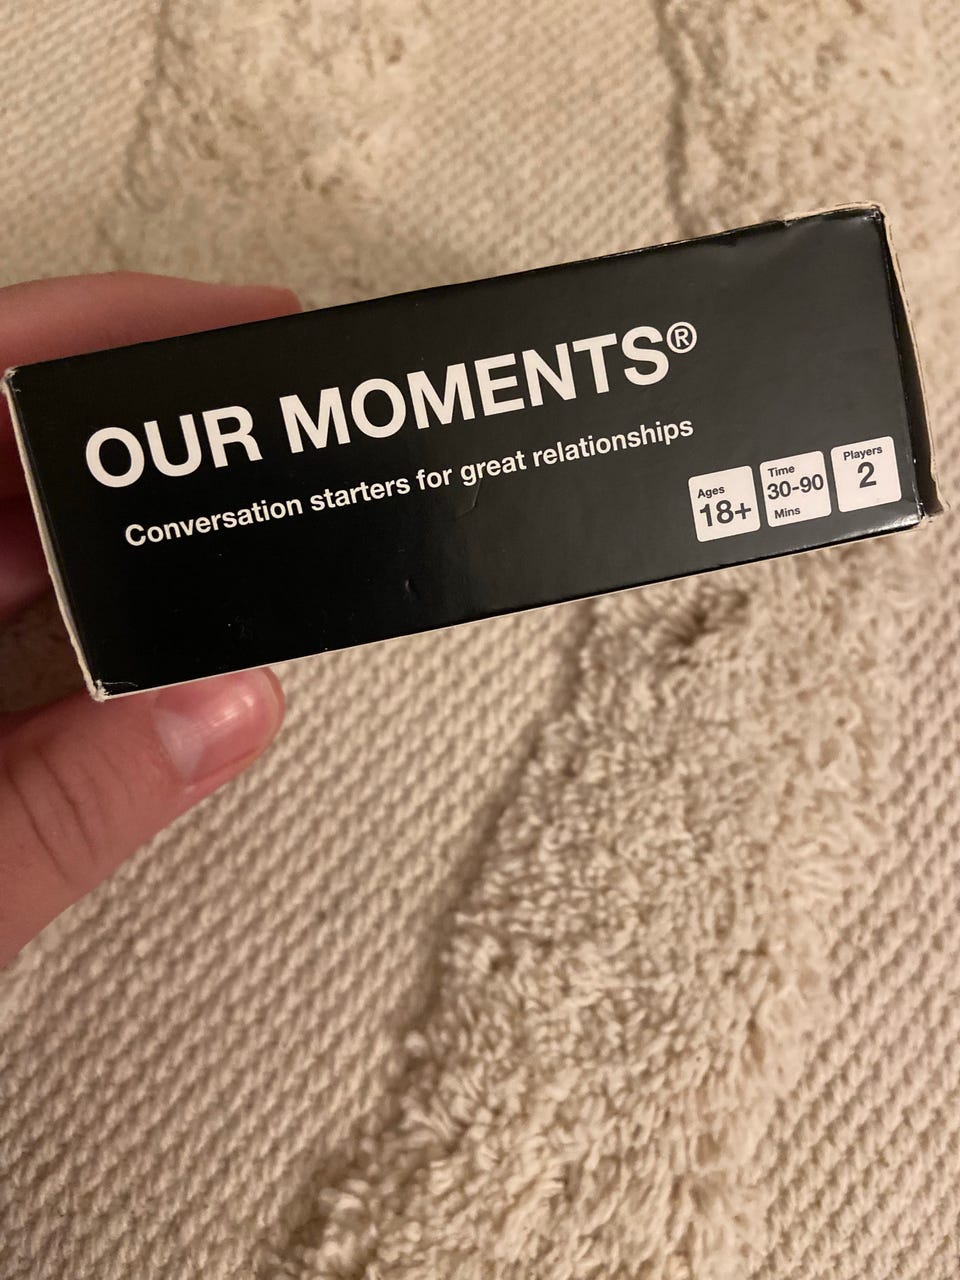 OUR MOMENTS®
Conversation starters for great relationships
Ages
18+
Time
30-90
Mins
Players
2